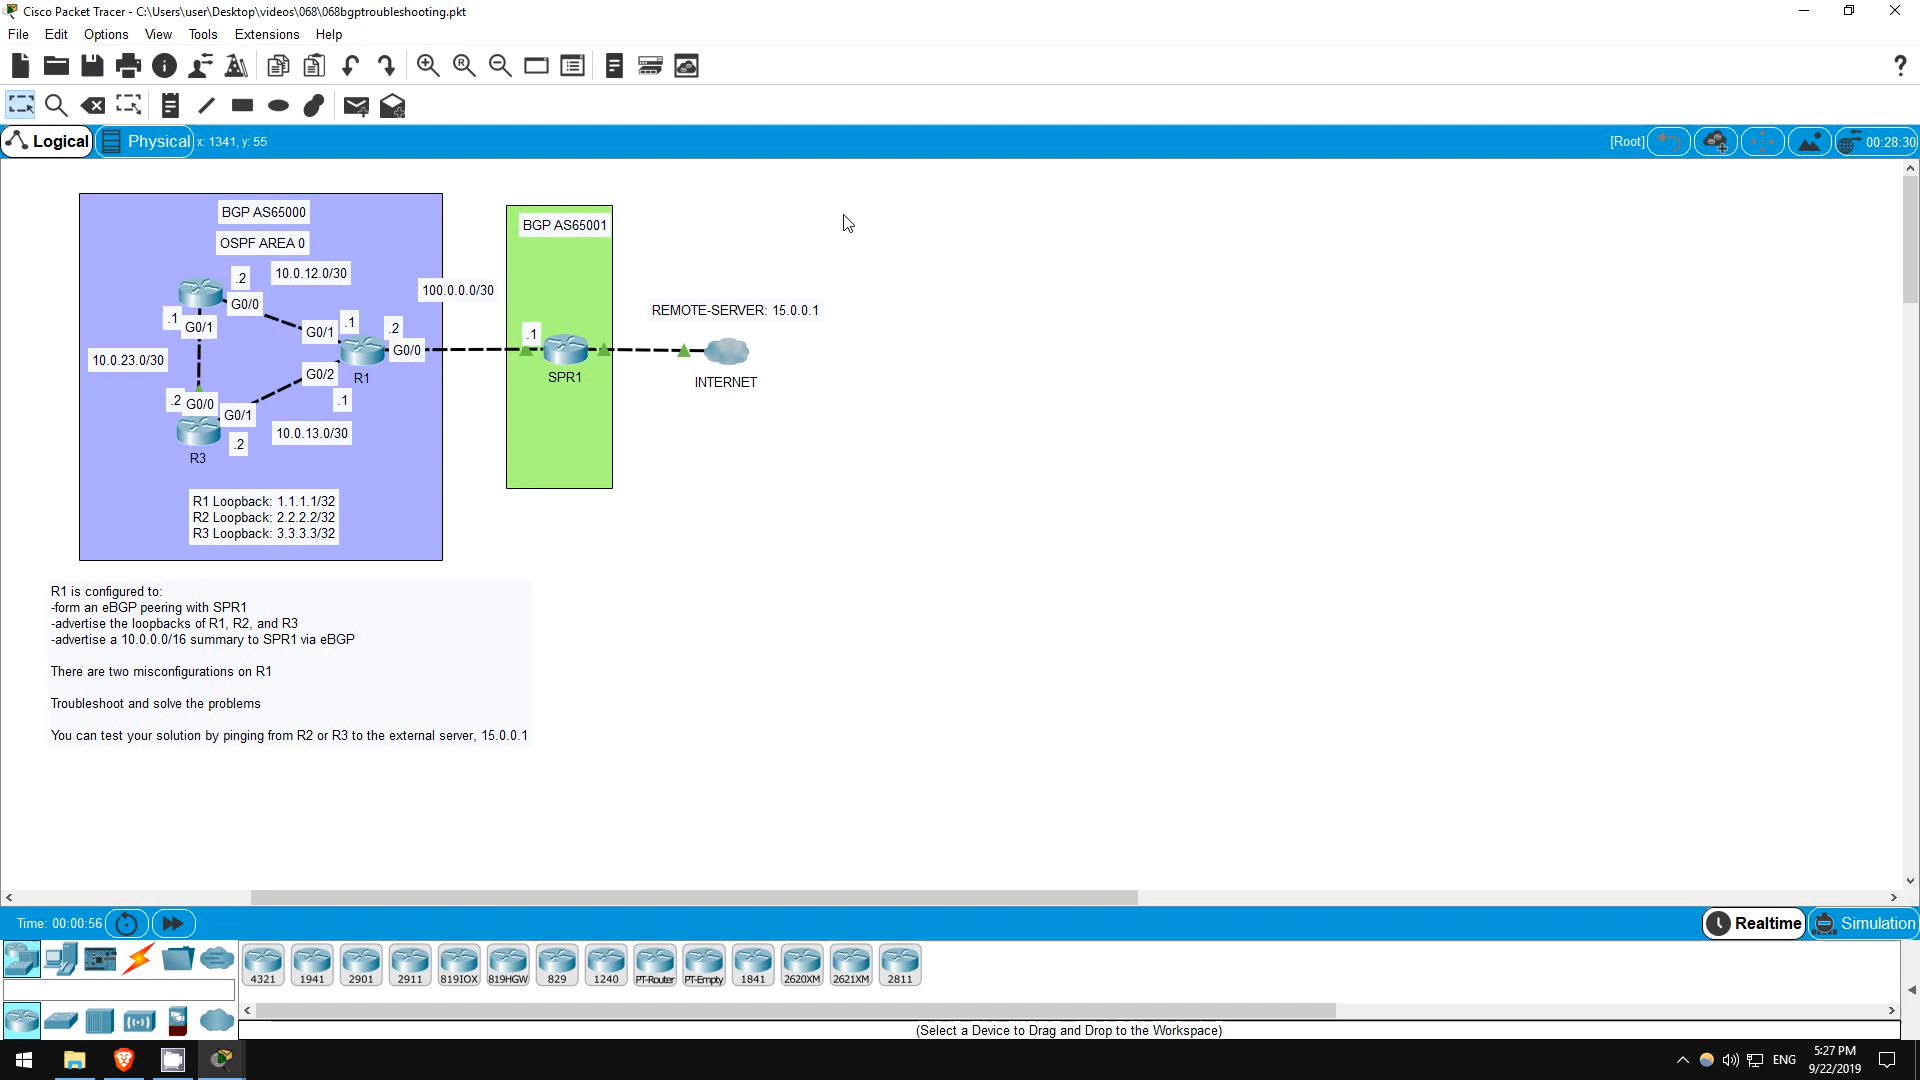 Cisco Packet Tracer - C:\Users\user\Desktop\videos\068\068bgptroubleshooting.pkt
File Edit Options View Tools Extensions Help
Logical Physical x: 1341, y: 55 [Root] 00:28:30
BGP AS65000
OSPF AREA 0
10.0.12.0/30
.2
G0/0
.1
G0/1
10.0.23.0/30
.2
G0/0
G0/1
.2
R3
10.0.13.0/30
G0/1
.1
.2
G0/0
G0/2
R1
.1
100.0.0.0/30
BGP AS65001
.1
SPR1
REMOTE-SERVER: 15.0.0.1
INTERNET
R1 Loopback: 1.1.1.1/32
R2 Loopback: 2.2.2.2/32
R3 Loopback: 3.3.3.3/32
R1 is configured to:
-form an eBGP peering with SPR1
-advertise the loopbacks of R1, R2, and R3
-advertise a 10.0.0.0/16 summary to SPR1 via eBGP
There are two misconfigurations on R1
Troubleshoot and solve the problems
You can test your solution by pinging from R2 or R3 to the external server, 15.0.0.1
Time: 00:00:56 Realtime Simulation
4321 1941 2901 2911 819IOX 819HGW 829 1240 PT-Router PT-Empty 1841 2620XM 2621XM 2811
(Select a Device to Drag and Drop to the Workspace)
ENG
5:27 PM
9/22/2019